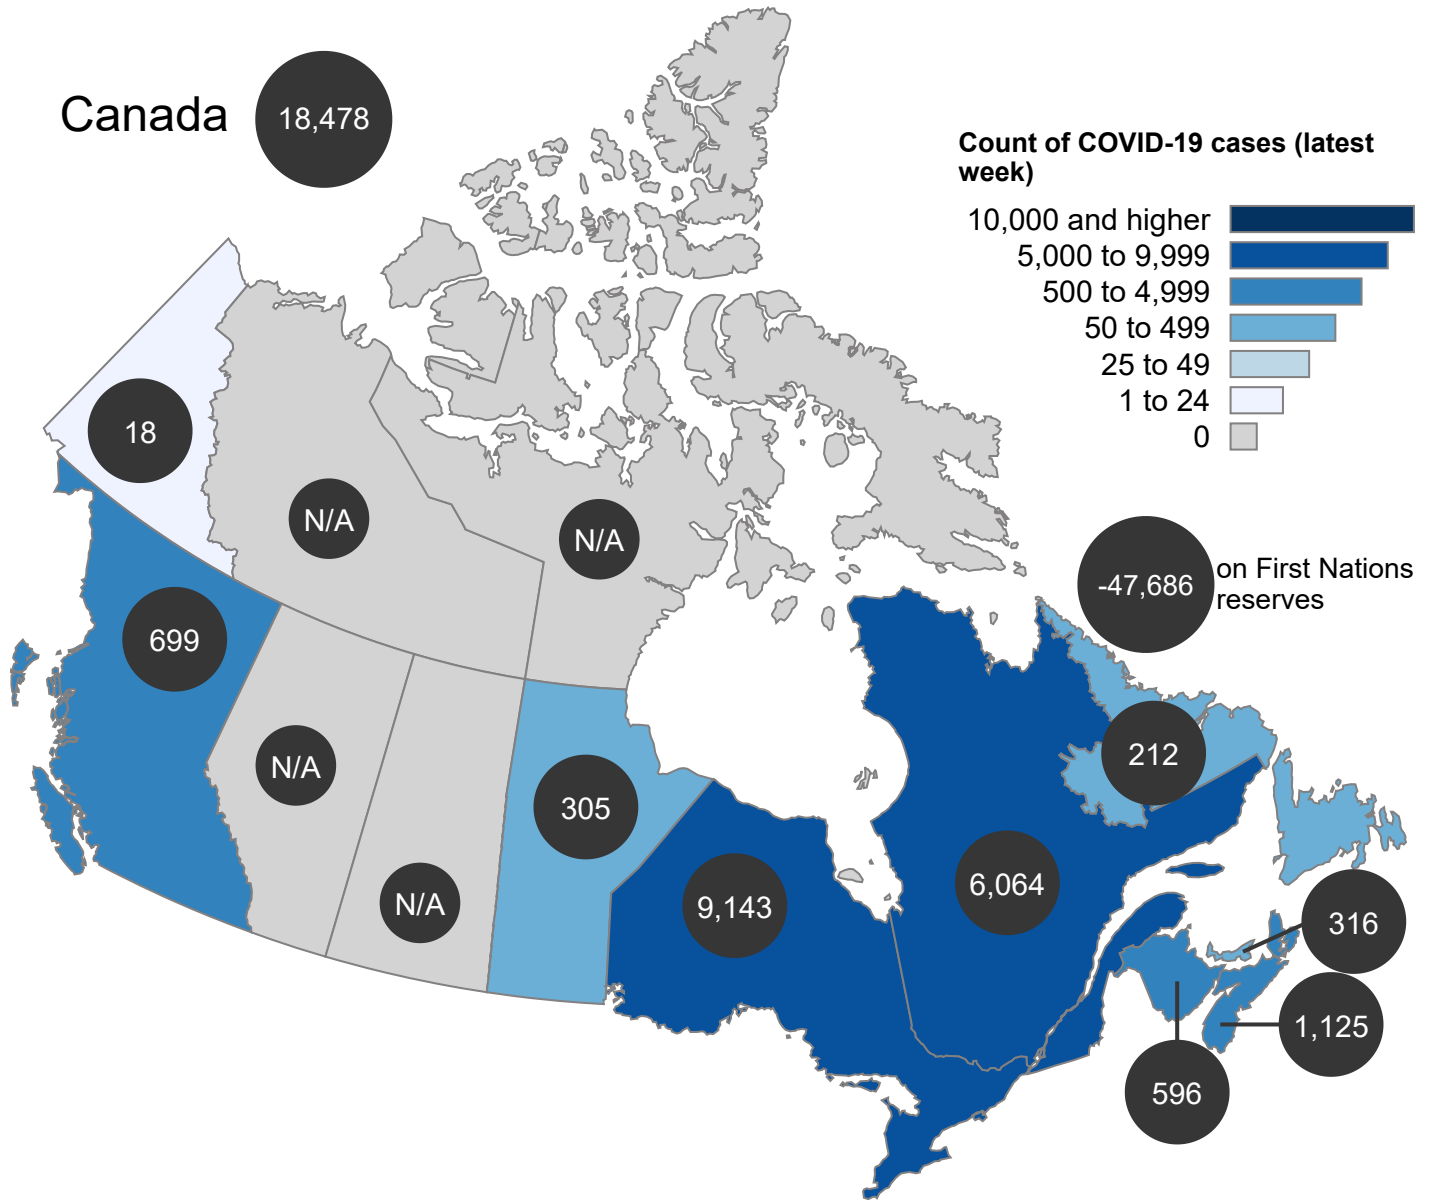 Canada
18,478
Count of COVID-19 cases (latest
week)
10,000 and higher
5,000 to 9,999
500 to 4,999
50 to 499
25 to 49
1 to 24
0
18
N/A
N/A
-47,686
on First Nations
reserves
699
N/A
305
212
N/A
9,143
6,064
316
1,125
596